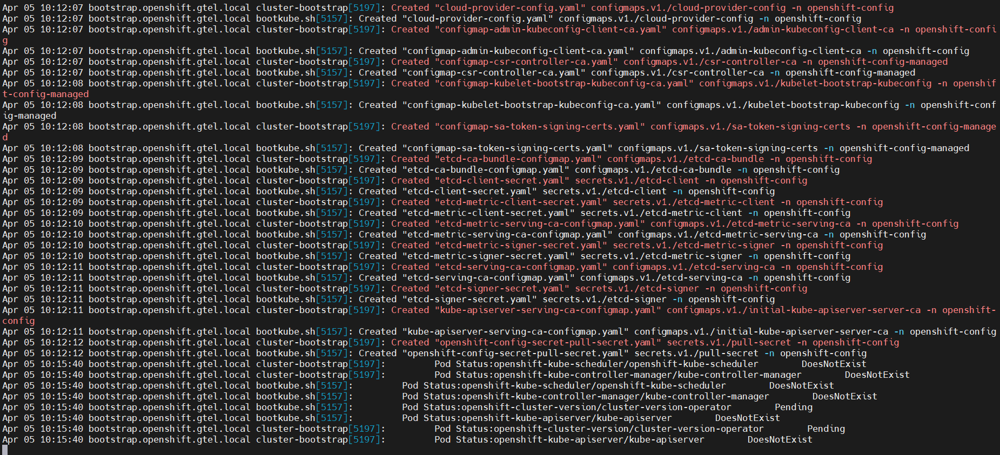 Apr 05 10:12:07 bootstrap.openshift.gtel.local cluster-bootstrap[5197]: Created "cloud-provider-config.yaml" configmaps.v1./cloud-provider-config -n openshift-config
Apr 05 10:12:07 bootstrap.openshift.gtel.local bootkube.sh[5157]: Created "cloud-provider-config.yaml" configmaps.v1./cloud-provider-config -n openshift-config
Apr 05 10:12:07 bootstrap.openshift.gtel.local cluster-bootstrap[5197]: Created "configmap-admin-kubeconfig-client-ca.yaml" configmaps.v1./admin-kubeconfig-client-ca -n openshift-confi
g
Apr 05 10:12:07 bootstrap.openshift.gtel.local bootkube.sh[5157]: Created "configmap-admin-kubeconfig-client-ca.yaml" configmaps.v1./admin-kubeconfig-client-ca -n openshift-config
Apr 05 10:12:07 bootstrap.openshift.gtel.local cluster-bootstrap[5197]: Created "configmap-csr-controller-ca.yaml" configmaps.v1./csr-controller-ca -n openshift-config-managed
Apr 05 10:12:07 bootstrap.openshift.gtel.local bootkube.sh[5157]: Created "configmap-csr-controller-ca.yaml" configmaps.v1./csr-controller-ca -n openshift-config-managed
Apr 05 10:12:08 bootstrap.openshift.gtel.local cluster-bootstrap[5197]: Created "configmap-kubelet-bootstrap-kubeconfig-ca.yaml" configmaps.v1./kubelet-bootstrap-kubeconfig -n openshif
t-config-managed
Apr 05 10:12:08 bootstrap.openshift.gtel.local bootkube.sh[5157]: Created "configmap-kubelet-bootstrap-kubeconfig-ca.yaml" configmaps.v1./kubelet-bootstrap-kubeconfig -n openshift-conf
ig-managed
Apr 05 10:12:08 bootstrap.openshift.gtel.local cluster-bootstrap[5197]: Created "configmap-sa-token-signing-certs.yaml" configmaps.v1./sa-token-signing-certs -n openshift-config-manage
d
Apr 05 10:12:08 bootstrap.openshift.gtel.local bootkube.sh[5157]: Created "configmap-sa-token-signing-certs.yaml" configmaps.v1./sa-token-signing-certs -n openshift-config-managed
Apr 05 10:12:09 bootstrap.openshift.gtel.local cluster-bootstrap[5197]: Created "etcd-ca-bundle-configmap.yaml" configmaps.v1./etcd-ca-bundle -n openshift-config
Apr 05 10:12:09 bootstrap.openshift.gtel.local bootkube.sh[5157]: Created "etcd-ca-bundle-configmap.yaml" configmaps.v1./etcd-ca-bundle -n openshift-config
Apr 05 10:12:09 bootstrap.openshift.gtel.local cluster-bootstrap[5197]: Created "etcd-client-secret.yaml" secrets.v1./etcd-client -n openshift-config
Apr 05 10:12:09 bootstrap.openshift.gtel.local bootkube.sh[5157]: Created "etcd-client-secret.yaml" secrets.v1./etcd-client -n openshift-config
Apr 05 10:12:09 bootstrap.openshift.gtel.local cluster-bootstrap[5197]: Created "etcd-metric-client-secret.yaml" secrets.v1./etcd-metric-client -n openshift-config
Apr 05 10:12:09 bootstrap.openshift.gtel.local bootkube.sh[5157]: Created "etcd-metric-client-secret.yaml" secrets.v1./etcd-metric-client -n openshift-config
Apr 05 10:12:10 bootstrap.openshift.gtel.local cluster-bootstrap[5197]: Created "etcd-metric-serving-ca-configmap.yaml" configmaps.v1./etcd-metric-serving-ca -n openshift-config
Apr 05 10:12:10 bootstrap.openshift.gtel.local bootkube.sh[5157]: Created "etcd-metric-serving-ca-configmap.yaml" configmaps.v1./etcd-metric-serving-ca -n openshift-config
Apr 05 10:12:10 bootstrap.openshift.gtel.local cluster-bootstrap[5197]: Created "etcd-metric-signer-secret.yaml" secrets.v1./etcd-metric-signer -n openshift-config
Apr 05 10:12:10 bootstrap.openshift.gtel.local bootkube.sh[5157]: Created "etcd-metric-signer-secret.yaml" secrets.v1./etcd-metric-signer -n openshift-config
Apr 05 10:12:11 bootstrap.openshift.gtel.local cluster-bootstrap[5197]: Created "etcd-serving-ca-configmap.yaml" configmaps.v1./etcd-serving-ca -n openshift-config
Apr 05 10:12:11 bootstrap.openshift.gtel.local bootkube.sh[5157]: Created "etcd-serving-ca-configmap.yaml" configmaps.v1./etcd-serving-ca -n openshift-config
Apr 05 10:12:11 bootstrap.openshift.gtel.local cluster-bootstrap[5197]: Created "etcd-signer-secret.yaml" secrets.v1./etcd-signer -n openshift-config
Apr 05 10:12:11 bootstrap.openshift.gtel.local bootkube.sh[5157]: Created "etcd-signer-secret.yaml" secrets.v1./etcd-signer -n openshift-config
Apr 05 10:12:11 bootstrap.openshift.gtel.local cluster-bootstrap[5197]: Created "kube-apiserver-serving-ca-configmap.yaml" configmaps.v1./initial-kube-apiserver-server-ca -n openshift-
config
Apr 05 10:12:11 bootstrap.openshift.gtel.local bootkube.sh[5157]: Created "kube-apiserver-serving-ca-configmap.yaml" configmaps.v1./initial-kube-apiserver-server-ca -n openshift-config
Apr 05 10:12:12 bootstrap.openshift.gtel.local cluster-bootstrap[5197]: Created "openshift-config-secret-pull-secret.yaml" secrets.v1./pull-secret -n openshift-config
Apr 05 10:12:12 bootstrap.openshift.gtel.local bootkube.sh[5157]: Created "openshift-config-secret-pull-secret.yaml" secrets.v1./pull-secret -n openshift-config
Apr 05 10:15:40 bootstrap.openshift.gtel.local cluster-bootstrap[5197]:         Pod Status:openshift-kube-scheduler/openshift-kube-scheduler        DoesNotExist
Apr 05 10:15:40 bootstrap.openshift.gtel.local cluster-bootstrap[5197]:         Pod Status:openshift-kube-controller-manager/kube-controller-manager        DoesNotExist
Apr 05 10:15:40 bootstrap.openshift.gtel.local bootkube.sh[5157]:         Pod Status:openshift-kube-scheduler/openshift-kube-scheduler        DoesNotExist
Apr 05 10:15:40 bootstrap.openshift.gtel.local bootkube.sh[5157]:         Pod Status:openshift-kube-controller-manager/kube-controller-manager        DoesNotExist
Apr 05 10:15:40 bootstrap.openshift.gtel.local bootkube.sh[5157]:         Pod Status:openshift-cluster-version/cluster-version-operator        Pending
Apr 05 10:15:40 bootstrap.openshift.gtel.local bootkube.sh[5157]:         Pod Status:openshift-kube-apiserver/kube-apiserver        DoesNotExist
Apr 05 10:15:40 bootstrap.openshift.gtel.local cluster-bootstrap[5197]:         Pod Status:openshift-cluster-version/cluster-version-operator        Pending
Apr 05 10:15:40 bootstrap.openshift.gtel.local cluster-bootstrap[5197]:         Pod Status:openshift-kube-apiserver/kube-apiserver        DoesNotExist